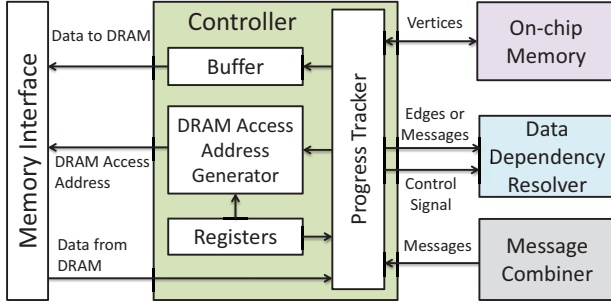 Controller
Memory Interface
Data to DRAM
Buffer
DRAM Access
Address
Generator
DRAM Access
Address
Registers
Data from
DRAM
Progress Tracker
Vertices
On-chip
Memory
Edges or
Messages
Control
Signal
Data
Dependency
Resolver
Messages
Message
Combiner